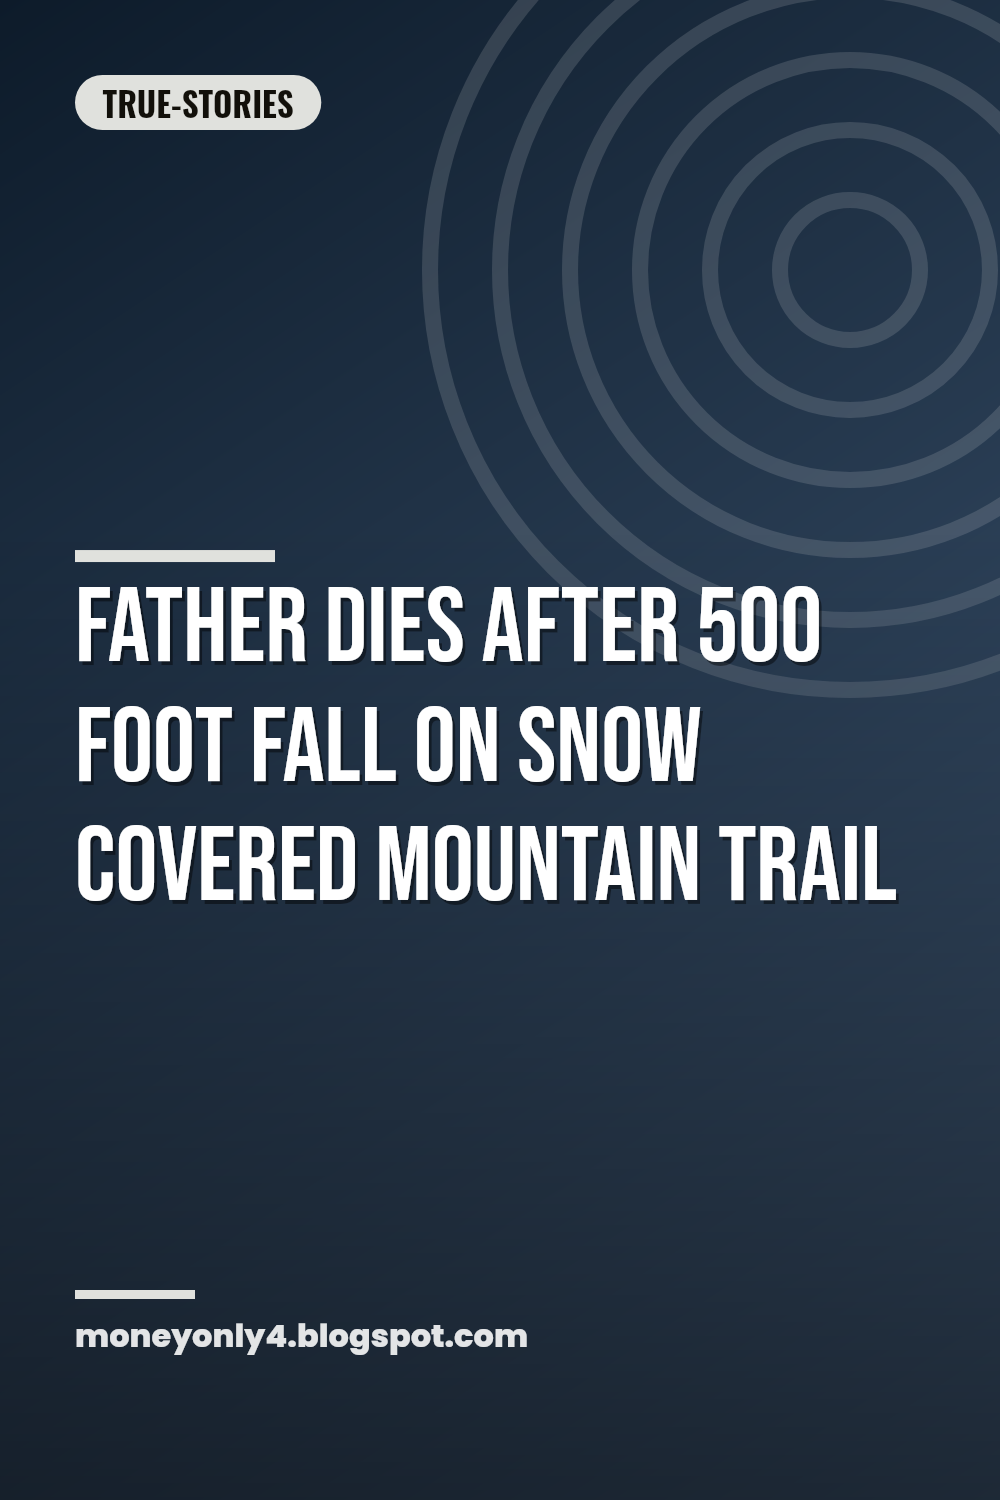 TRUE-STORIES
FATHER DIES AFTER 500
FOOT FALL ON SNOW
COVERED MOUNTAIN TRAIL
moneyonly4.blogspot.com